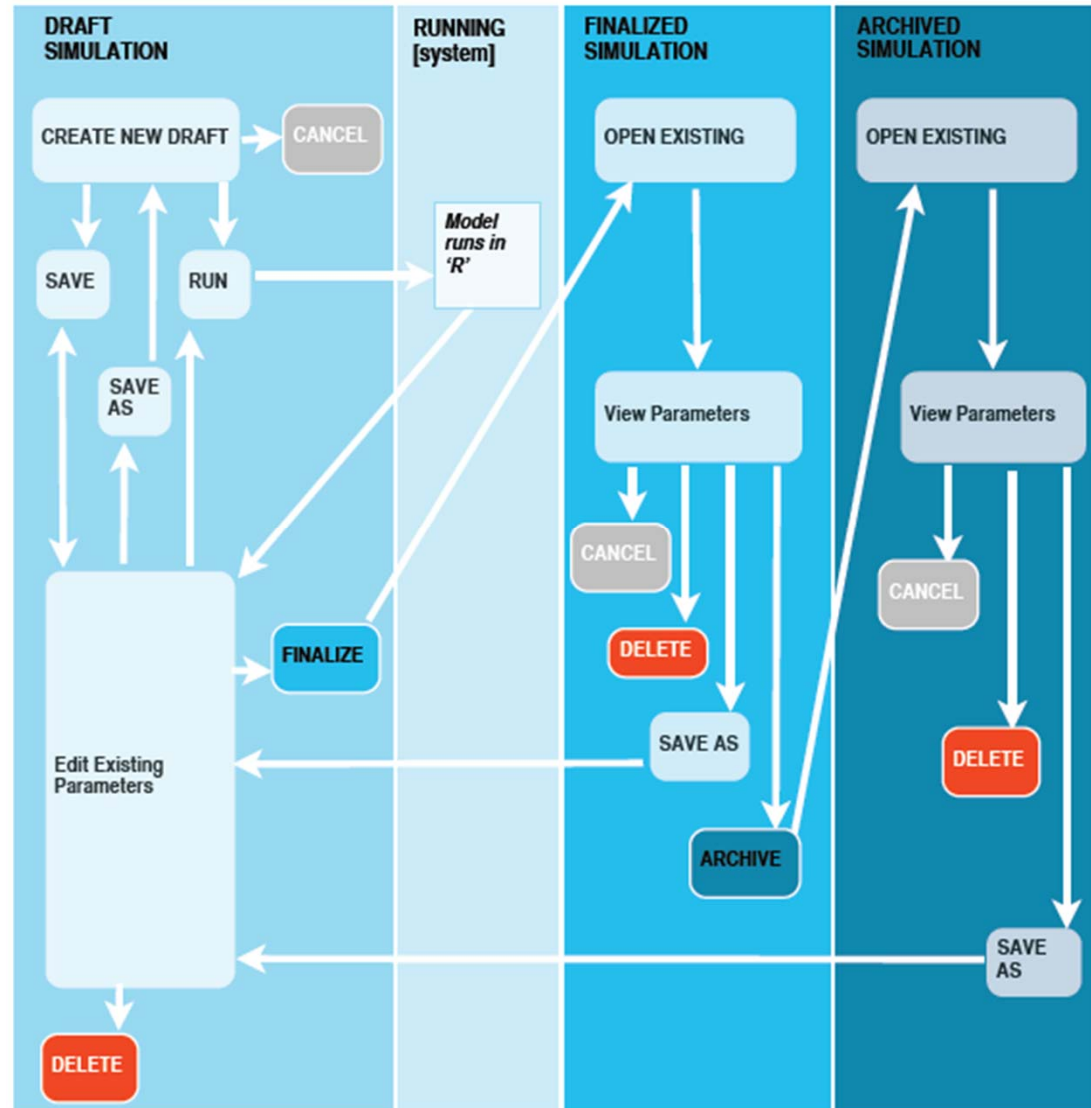 DRAFT
SIMULATION
CREATE NEW DRAFT
CANCEL
SAVE
RUN
SAVE
AS
Edit Existing
Parameters
FINALIZE
DELETE
RUNNING
[system]
Model
runs in
‘R’
FINALIZED
SIMULATION
OPEN EXISTING
View Parameters
CANCEL
DELETE
SAVE AS
ARCHIVE
ARCHIVED
SIMULATION
OPEN EXISTING
View Parameters
CANCEL
DELETE
SAVE
AS